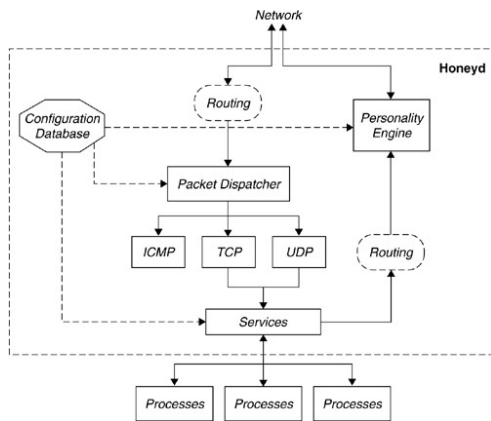 Network
Honeyd
Routing
Configuration
Database
Personality
Engine
Packet Dispatcher
ICMP
TCP
UDP
Routing
Services
Processes
Processes
Processes